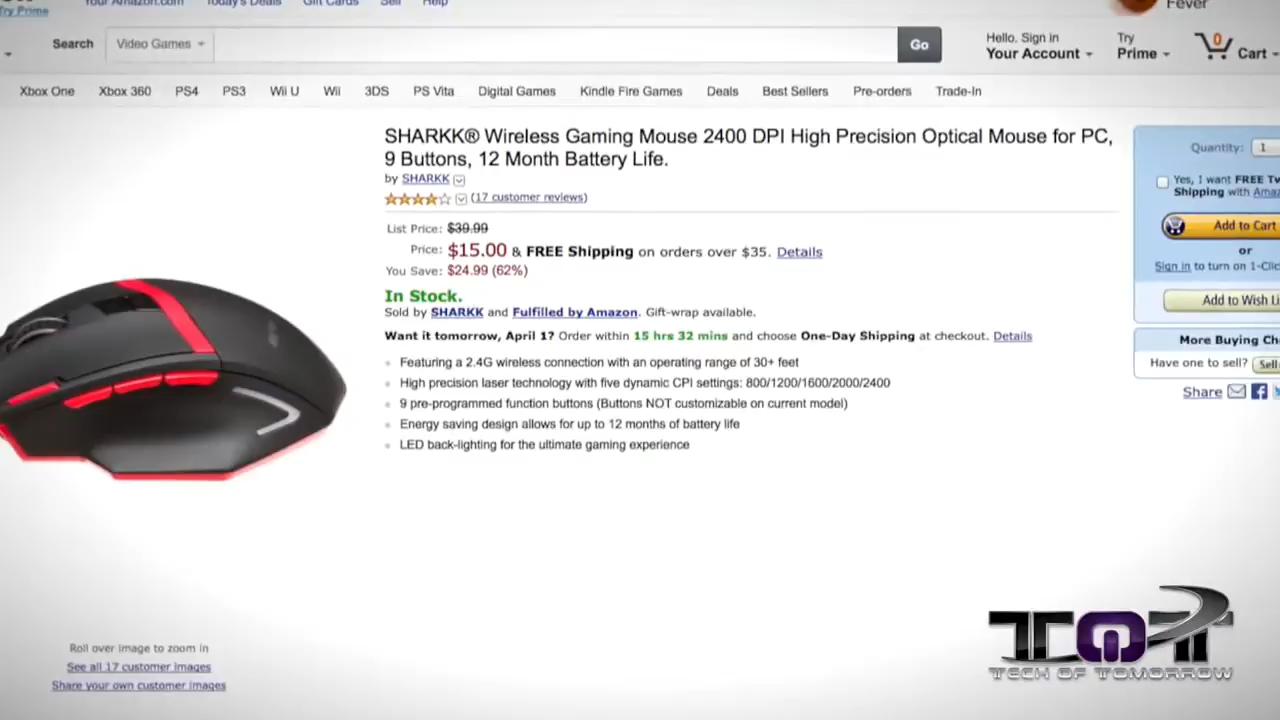 Try Prime
Your Amazon.com Today's Deals Gift Cards Sell Help
Fever
Search Video Games Go
Hello. Sign in
Your Account
Try
Prime
0
Cart
Xbox One Xbox 360 PS4 PS3 Wii U Wii 3DS PS Vita Digital Games Kindle Fire Games Deals Best Sellers Pre-orders Trade-In
SHARKK® Wireless Gaming Mouse 2400 DPI High Precision Optical Mouse for PC,
9 Buttons, 12 Month Battery Life.
by SHARKK
(17 customer reviews)
List Price: $39.99
Price: $15.00 & FREE Shipping on orders over $35. Details
You Save: $24.99 (62%)
In Stock.
Sold by SHARKK and Fulfilled by Amazon. Gift-wrap available.
Want it tomorrow, April 1? Order within 15 hrs 32 mins and choose One-Day Shipping at checkout. Details
Featuring a 2.4G wireless connection with an operating range of 30+ feet
High precision laser technology with five dynamic CPI settings: 800/1200/1600/2000/2400
9 pre-programmed function buttons (Buttons NOT customizable on current model)
Energy saving design allows for up to 12 months of battery life
LED back-lighting for the ultimate gaming experience
Quantity: 1
Yes, I want FREE Tw
Shipping with Amaz
Add to Cart
or
Sign in to turn on 1-Clic
Add to Wish Li
More Buying Ch
Have one to sell? Sell
Share
Roll over image to zoom in
See all 17 customer images
Share your own customer images
TOT
TECH OF TOMORROW